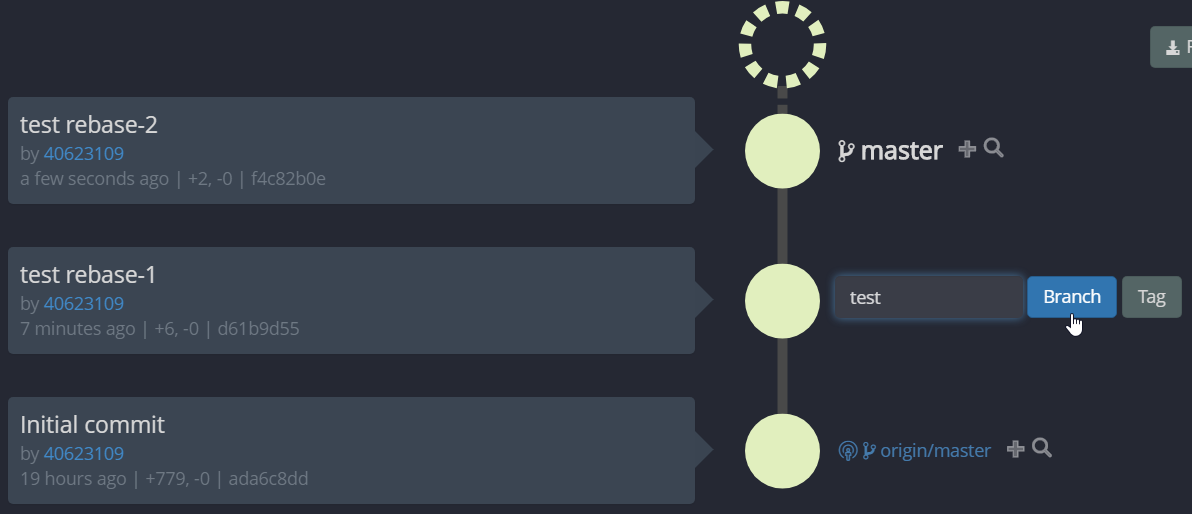 F
test rebase-2
by 40623109
a few seconds ago | +2, -0 | f4c82b0e
master
test rebase-1
by 40623109
7 minutes ago | +6, -0 | d61b9d55
test
Branch
Tag
Initial commit
by 40623109
19 hours ago | +779, -0 | ada6c8dd
origin/master